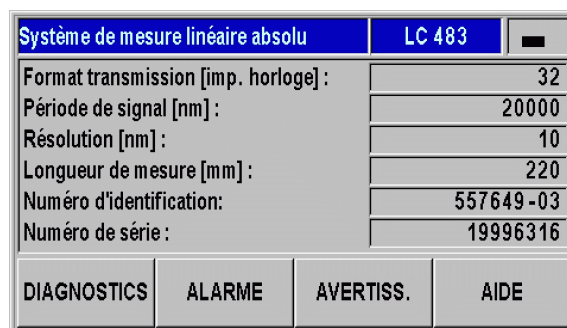 Système de mesure linéaire absolu LC 483
Format transmission [imp. horloge] : 32
Période de signal [nm] : 20000
Résolution [nm] : 10
Longueur de mesure [mm] : 220
Numéro d'identification: 557649-03
Numéro de série : 19996316
DIAGNOSTICS ALARME AVERTISS. AIDE